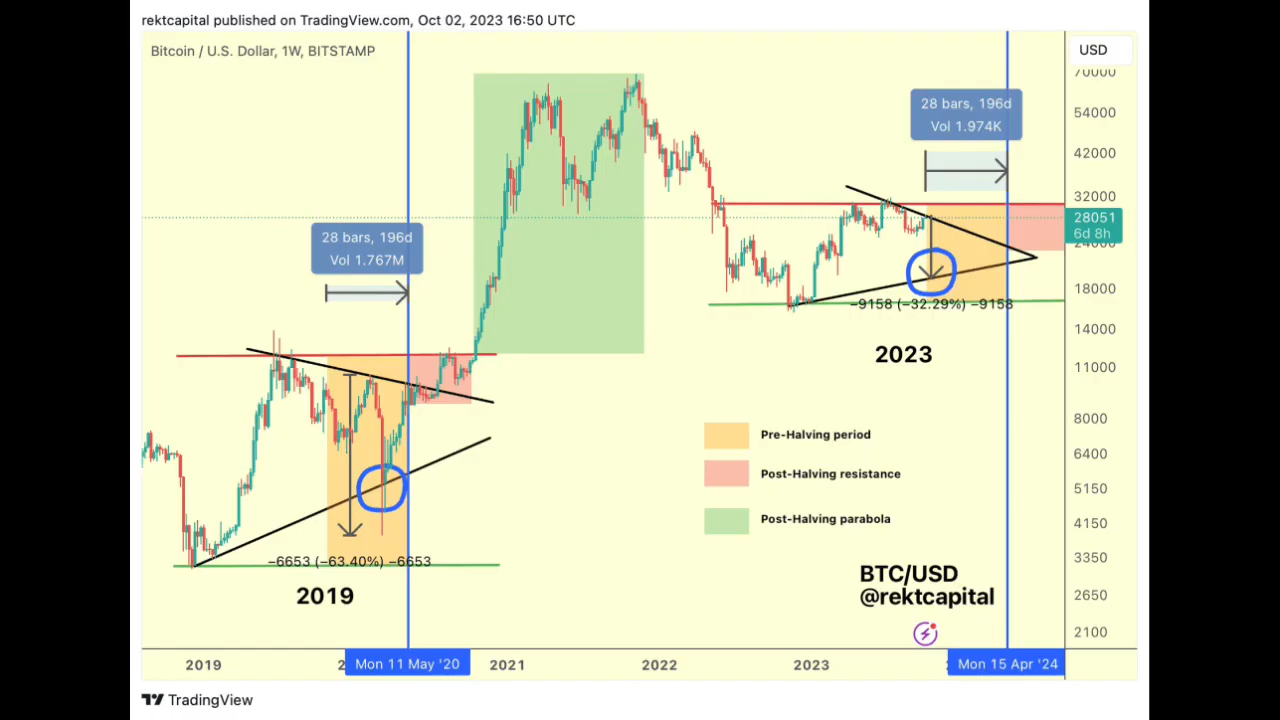 rektcapital published on TradingView.com, Oct 02, 2023 16:50 UTC
Bitcoin / U.S. Dollar, 1W, BITSTAMP
USD
70000
54000
42000
32000
28051
6d 8h
24000
18000
14000
11000
8000
6400
5150
4150
3350
2650
2100
28 bars, 196d
Vol 1.974K
28 bars, 196d
Vol 1.767M
−9158 (−32.29%) −9158
2023
Pre-Halving period
Post-Halving resistance
Post-Halving parabola
−6653 (−63.40%) −6653
2019
BTC/USD
@rektcapital
2019
Mon 11 May '20
2021
2022
2023
Mon 15 Apr '24
TradingView